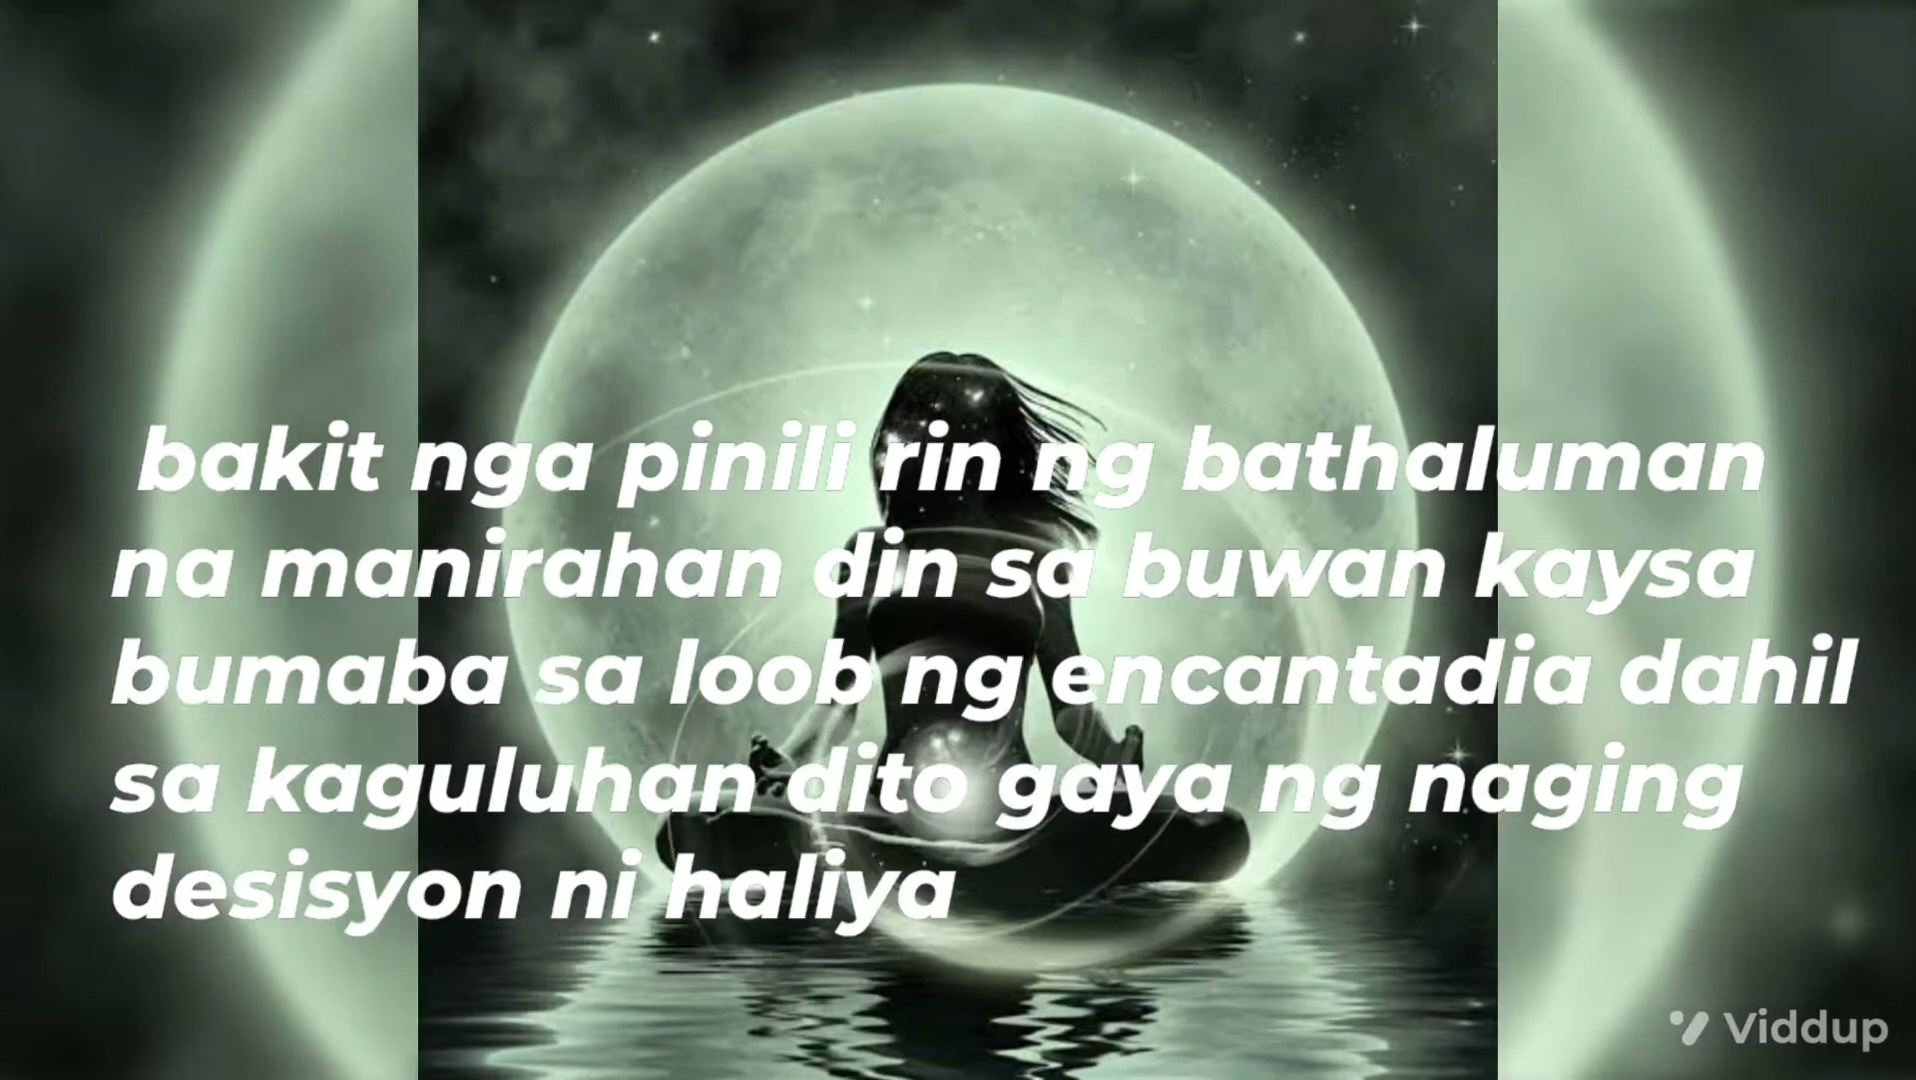 bakit nga pinili rin ng bathaluman
na manirahan din sa buwan kaysa
bumaba sa loob ng encantadia dahil
sa kaguluhan dito gaya ng naging
desisyon ni haliya
Viddup